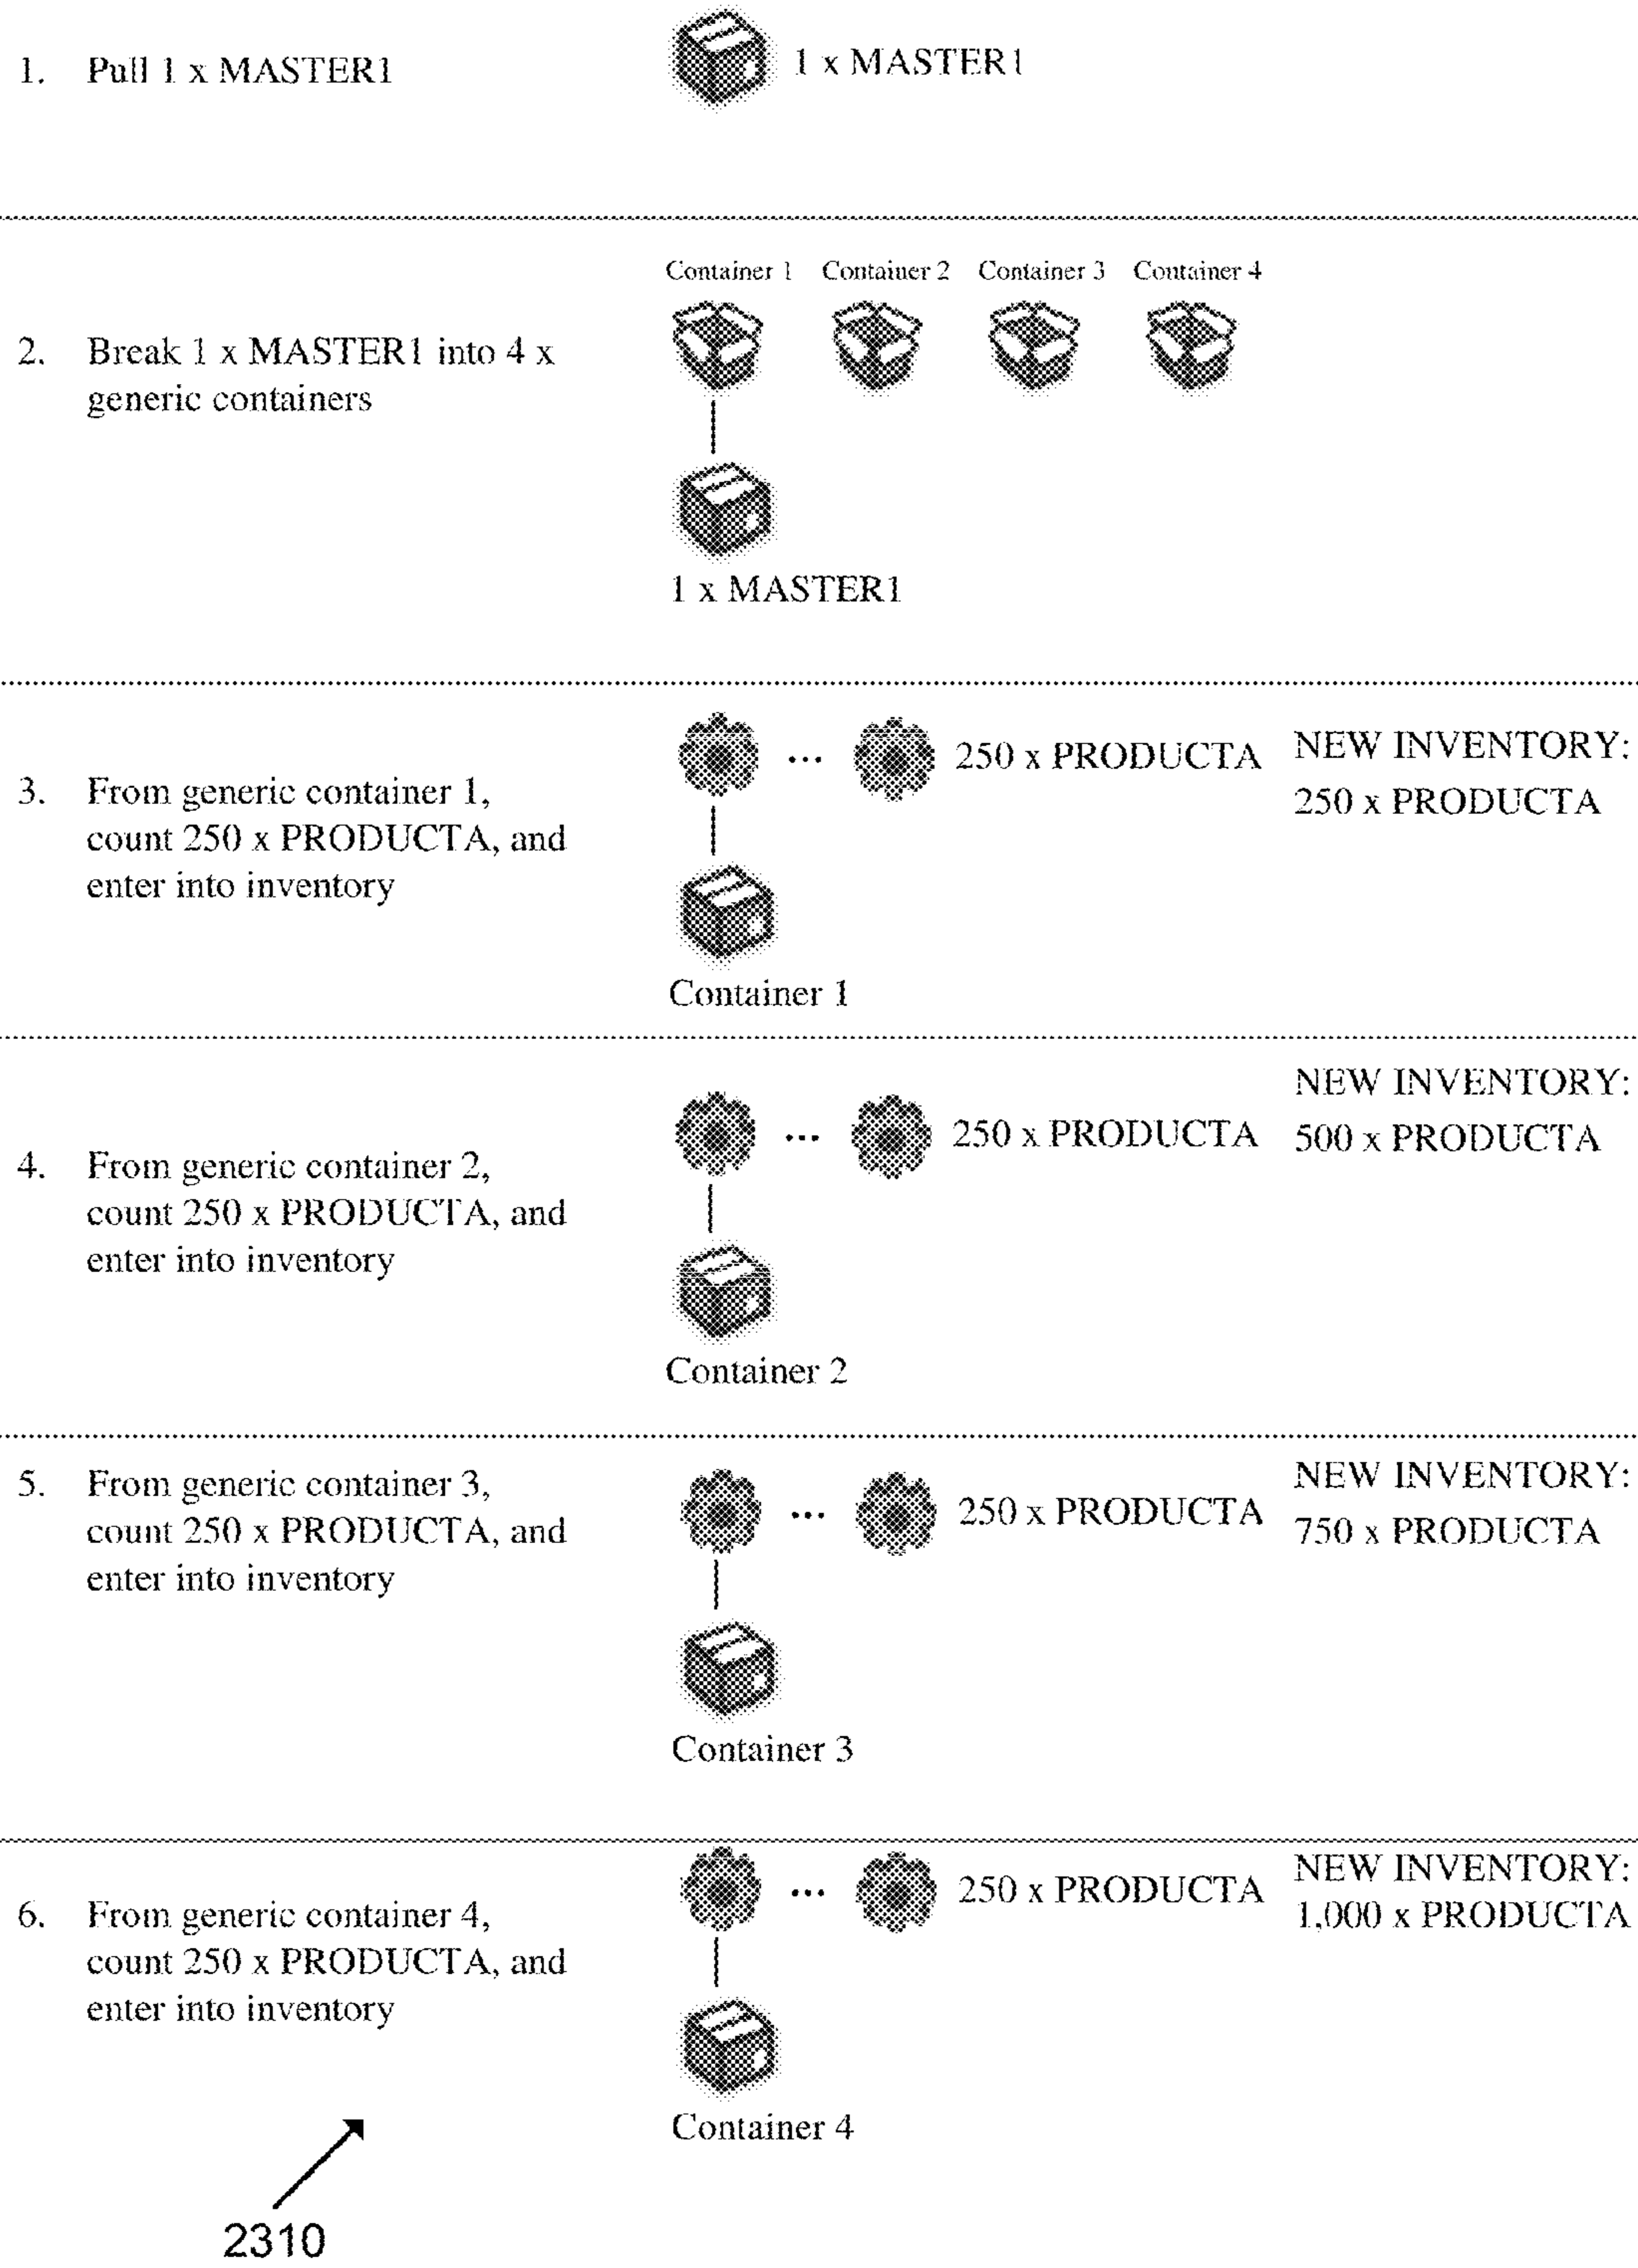 1. Pull 1 x MASTER1
1 x MASTER1
Container 1 Container 2 Container 3 Container 4
2. Break 1 x MASTER1 into 4 x
generic containers
1 x MASTER1
3. From generic container 1,
count 250 x PRODUCTA, and
enter into inventory
... 250 x PRODUCTA
NEW INVENTORY:
250 x PRODUCTA
Container 1
4. From generic container 2,
count 250 x PRODUCTA, and
enter into inventory
... 250 x PRODUCTA
NEW INVENTORY:
500 x PRODUCTA
Container 2
5. From generic container 3,
count 250 x PRODUCTA, and
enter into inventory
... 250 x PRODUCTA
NEW INVENTORY:
750 x PRODUCTA
Container 3
6. From generic container 4,
count 250 x PRODUCTA, and
enter into inventory
... 250 x PRODUCTA
NEW INVENTORY:
1,000 x PRODUCTA
Container 4
2310